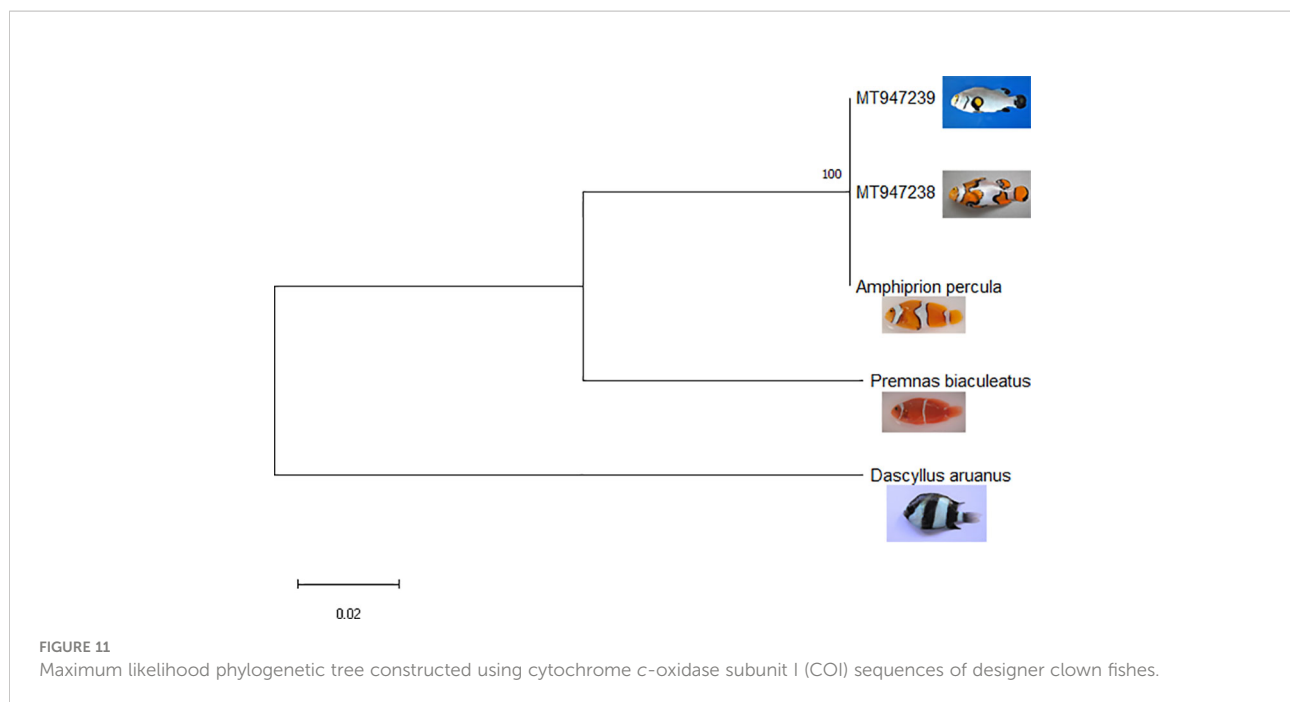 MT947239
100
MT947238
Amphiprion percula
Premnas biaculeatus
Dascyllus aruanus
0.02
FIGURE 11
Maximum likelihood phylogenetic tree constructed using cytochrome c-oxidase subunit I (COI) sequences of designer clown fishes.